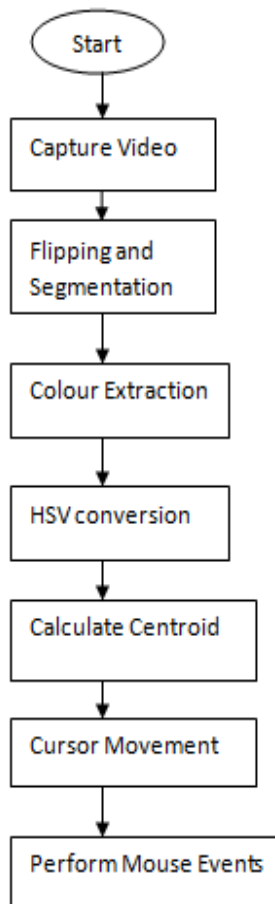 Start
Capture Video
Flipping and
Segmentation
Colour Extraction
HSV conversion
Calculate Centroid
Cursor Movement
Perform Mouse Events